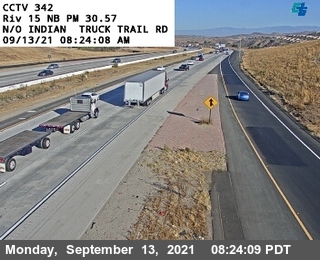 CCTV 342
Riv 15 NB PM 30.57
N/O INDIAN TRUCK TRAIL RD
09/13/21 08:24:08 AM
Monday, September 13, 2021 08:24:09 PDT